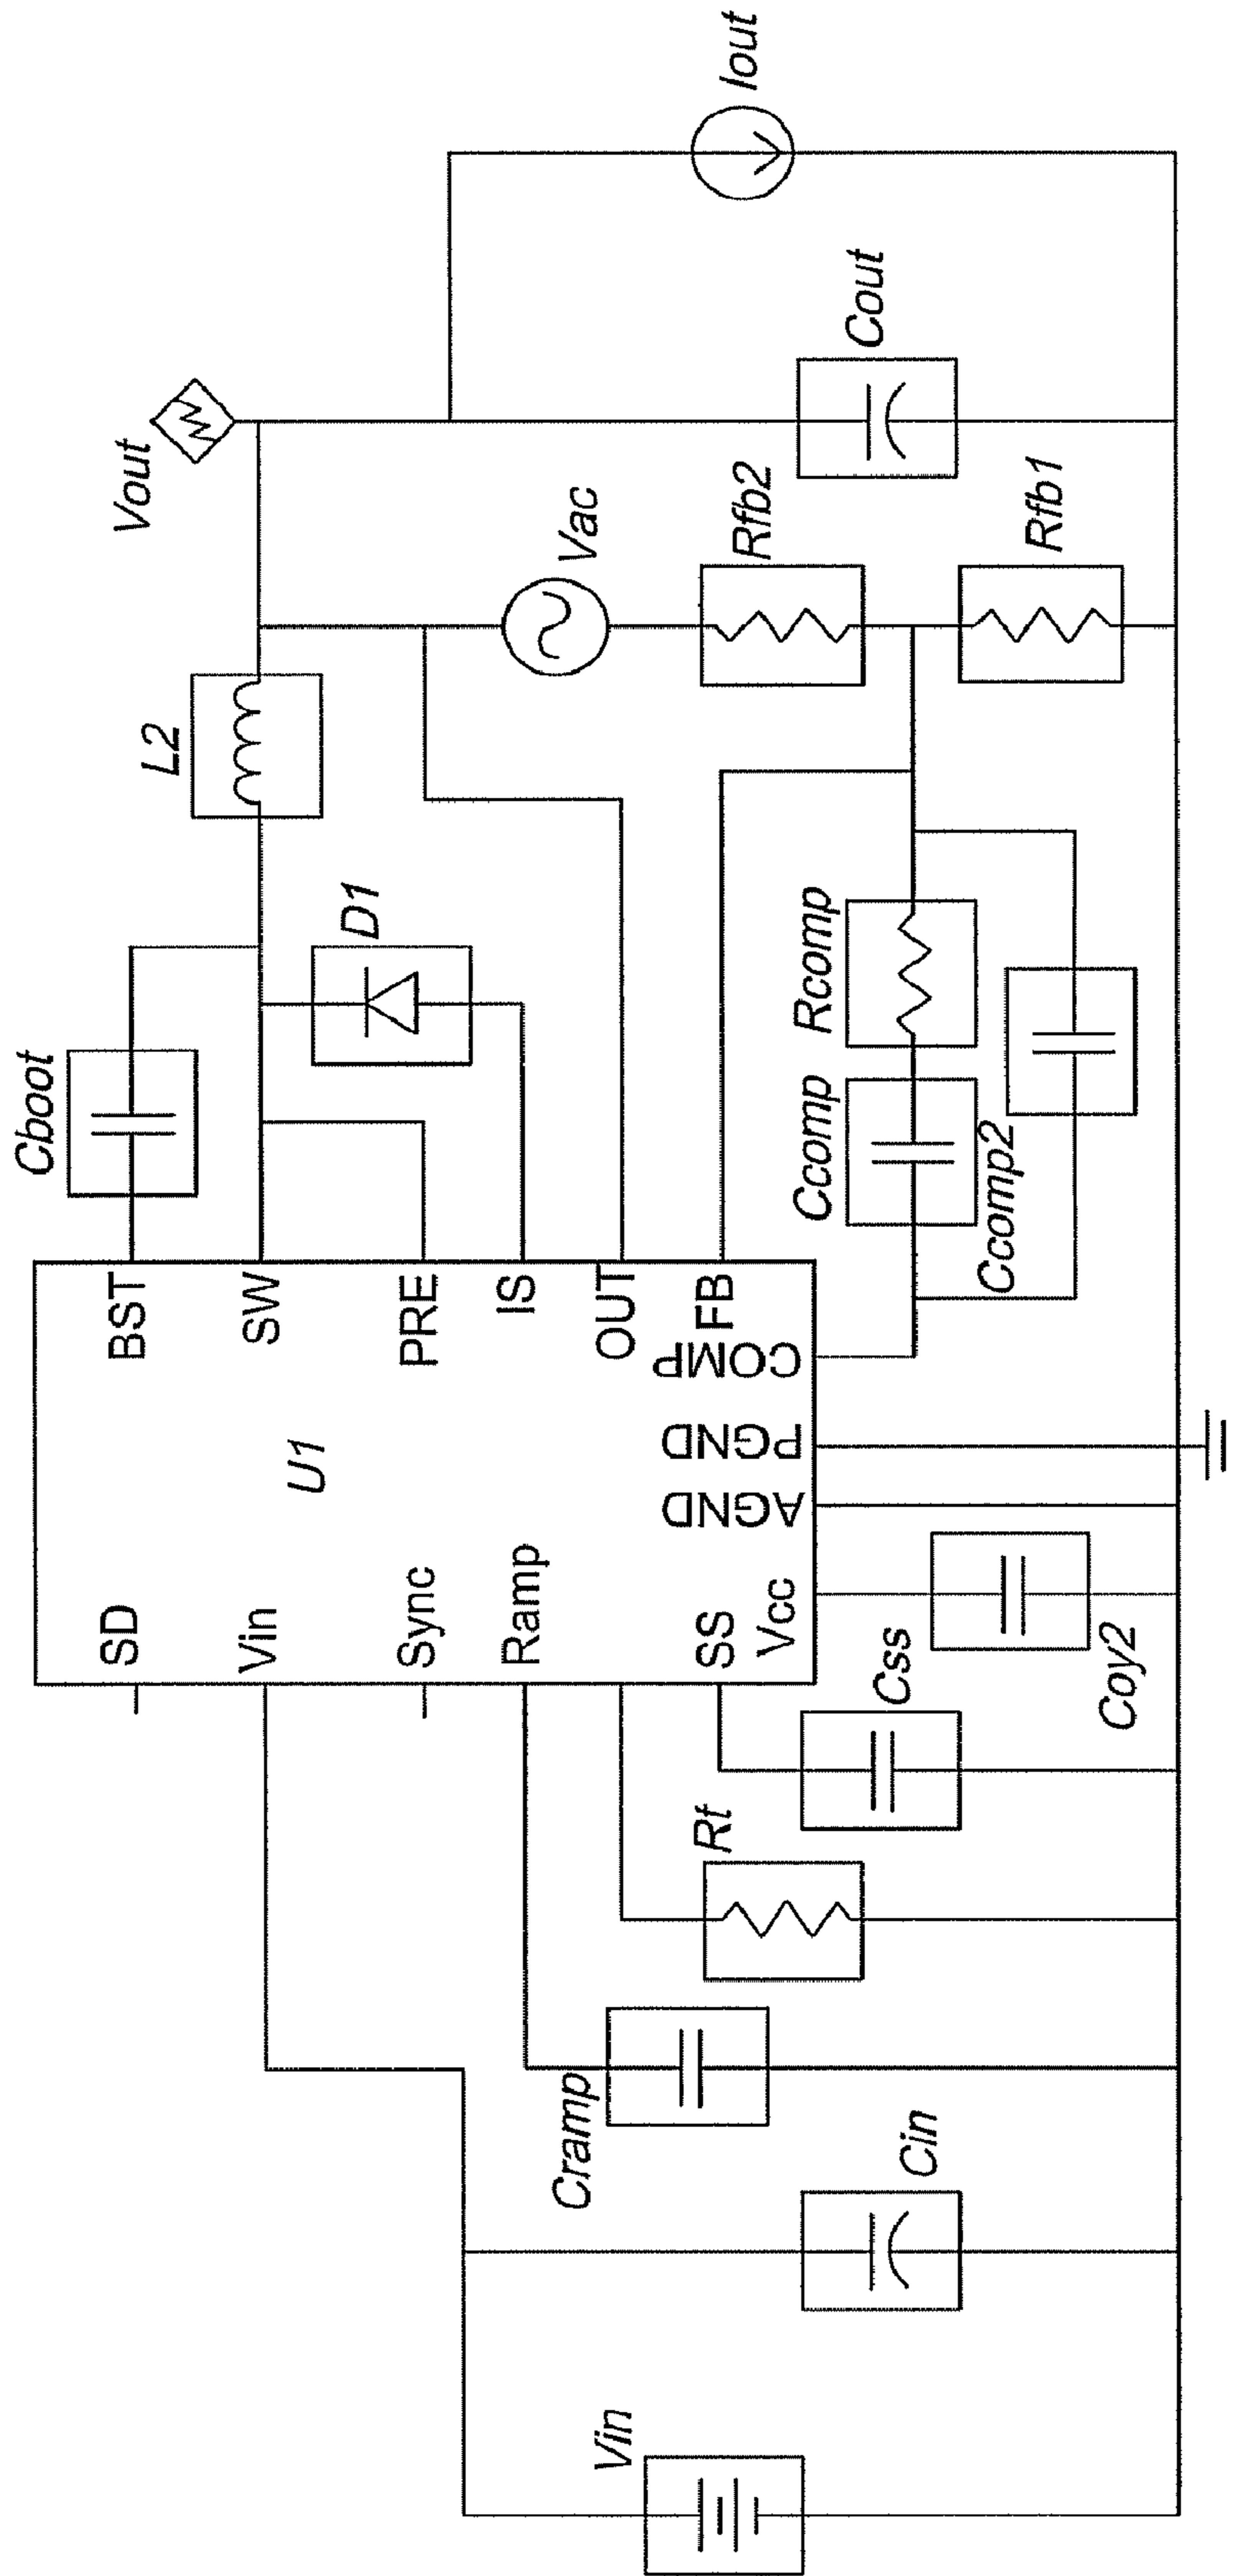 Vout
Iout
L2
Cboot
D1
Vac
Cout
Rfb2
Rfb1
Rcomp
Ccomp
Ccomp2
U1
SD
BST
Vin
SW
Sync
PRE
Ramp
IS
OUT
SS
FB
Vcc
AGND
PGND
COMP
Css
Coy2
Rt
Cramp
Cin
Vin